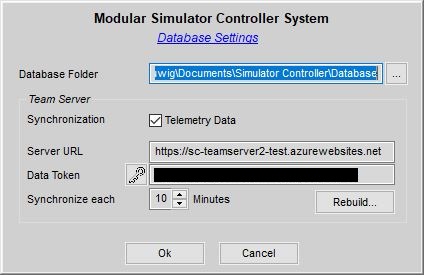 Modular Simulator Controller System
Database Settings
Database Folder \Documents\Simulator Controller\Database ...
Team Server
Synchronization Telemetry Data
Server URL https://sc-teamserver2-test.azurewebsites.net
Data Token
Synchronize each 10 Minutes Rebuild...
Ok Cancel